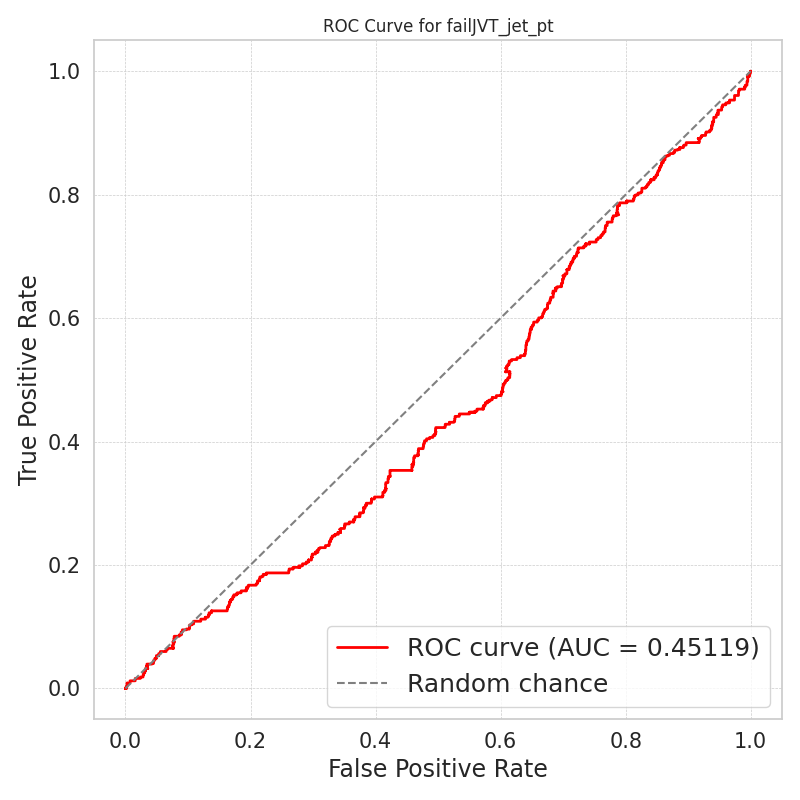 ROC Curve for failJVT_jet_pt
1.0
0.8
0.6
0.4
0.2
0.0
True Positive Rate
ROC curve (AUC = 0.45119)
Random chance
0.0 0.2 0.4 0.6 0.8 1.0
False Positive Rate